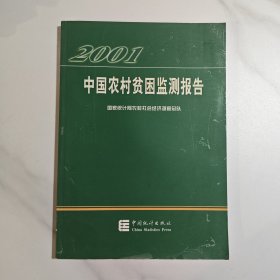 2001
中国农村贫困监测报告
国家统计局农村社会经济调查总队
中国统计出版社
China Statistics Press